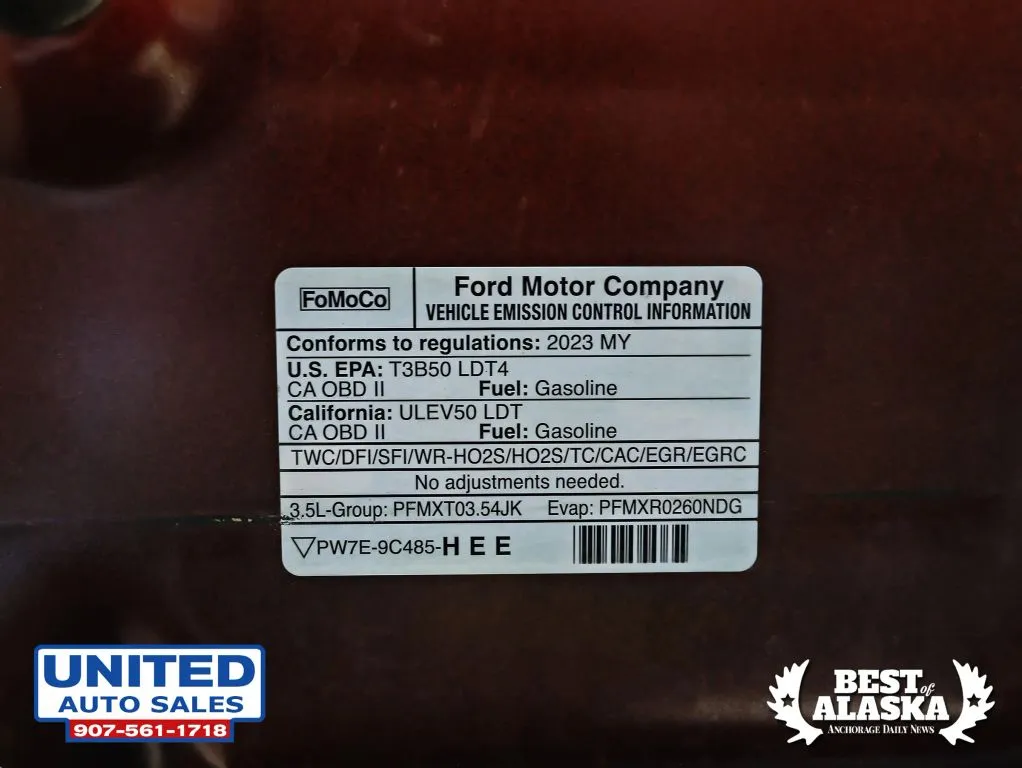 FoMoCo
Ford Motor Company
VEHICLE EMISSION CONTROL INFORMATION
Conforms to regulations: 2023 MY
U.S. EPA: T3B50 LDT4
CA OBD II Fuel: Gasoline
California: ULEV50 LDT
CA OBD II Fuel: Gasoline
TWC/DFI/SFI/WR-HO2S/HO2S/TC/CAC/EGR/EGRC
No adjustments needed.
3.5L-Group: PFMXT03.54JK Evap: PFMXR0260NDG
PW7E-9C485-HEE
UNITED
AUTO SALES
907-561-1718
BEST of
ALASKA
ANCHORAGE DAILY NEWS